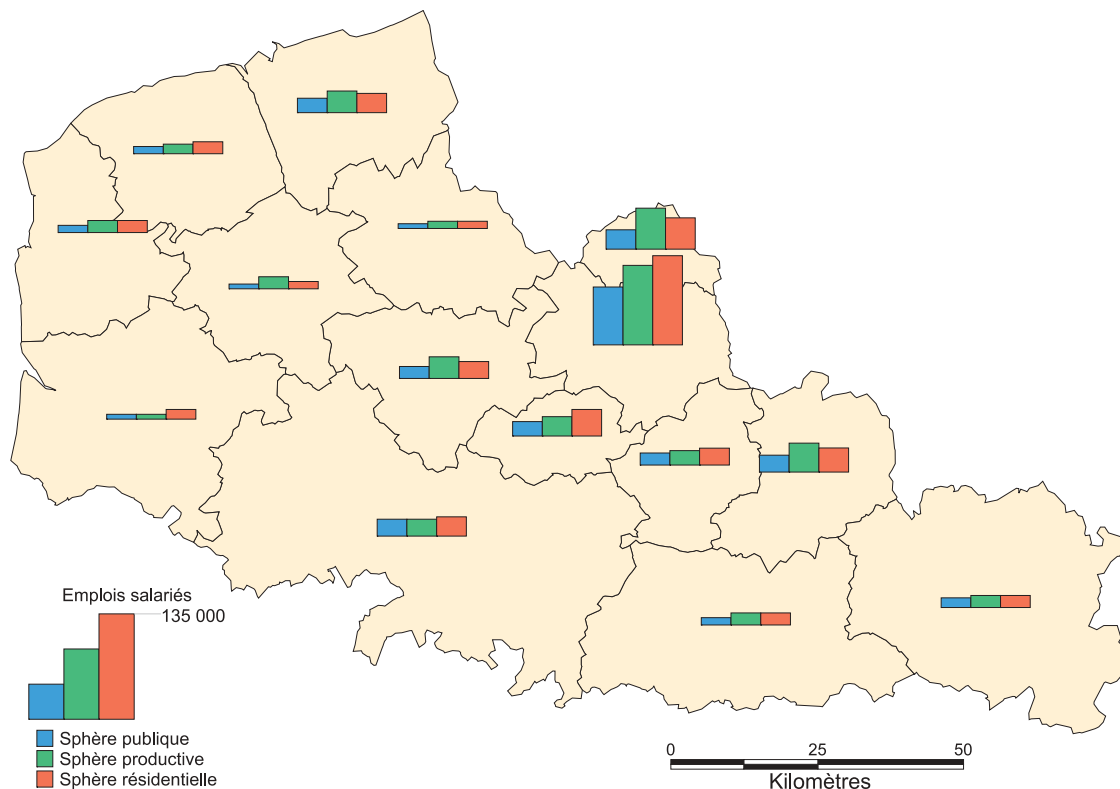 Emplois salariés
135 000
Sphère publique
Sphère productive
Sphère résidentielle
0 25 50
Kilomètres